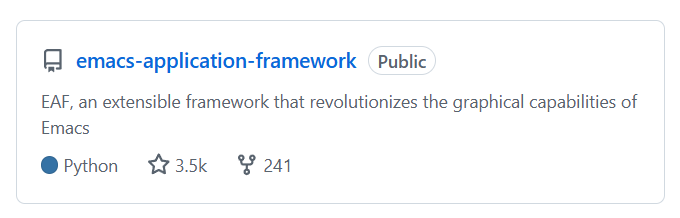 emacs-application-framework Public
EAF, an extensible framework that revolutionizes the graphical capabilities of
Emacs
Python 3.5k 241